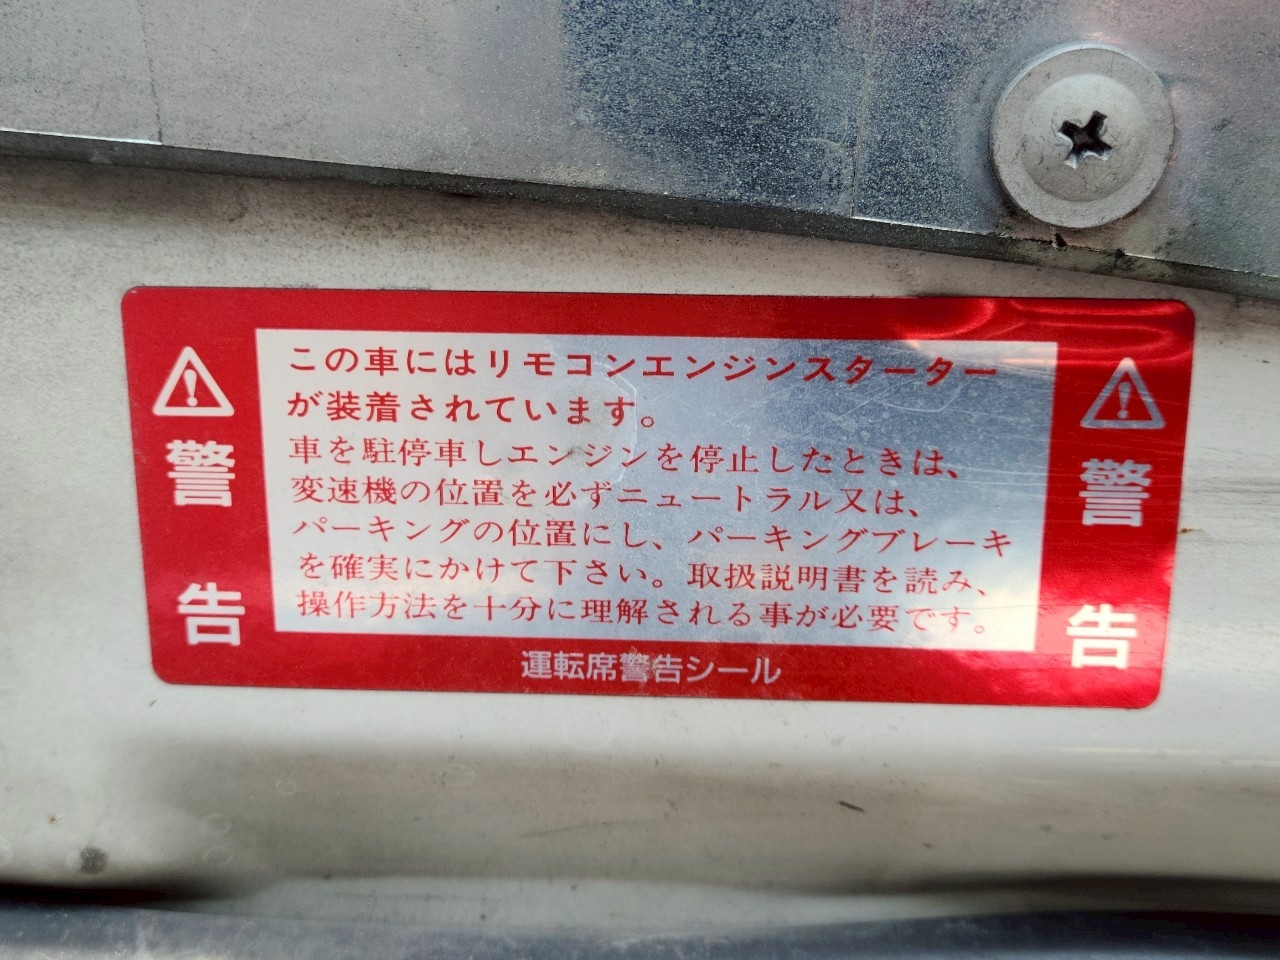 警告
この車にはリモコンエンジンスターター
が装着されています。
車を駐停車しエンジンを停止したときは、
変速機の位置を必ずニュートラル又は、
パーキングの位置にし、パーキングブレーキ
を確実にかけて下さい。取扱説明書を読み、
操作方法を十分に理解される事が必要です。
警告
運転席警告シール